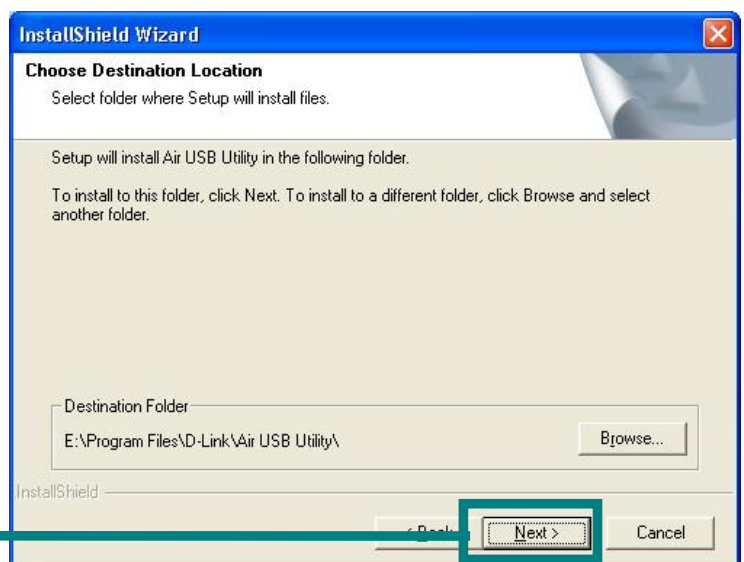 InstallShield Wizard
Choose Destination Location
Select folder where Setup will install files.
Setup will install Air USB Utility in the following folder.
To install to this folder, click Next. To install to a different folder, click Browse and select
another folder.
Destination Folder
E:\Program Files\D-Link\Air USB Utility\
Browse...
InstallShield
Next > Cancel